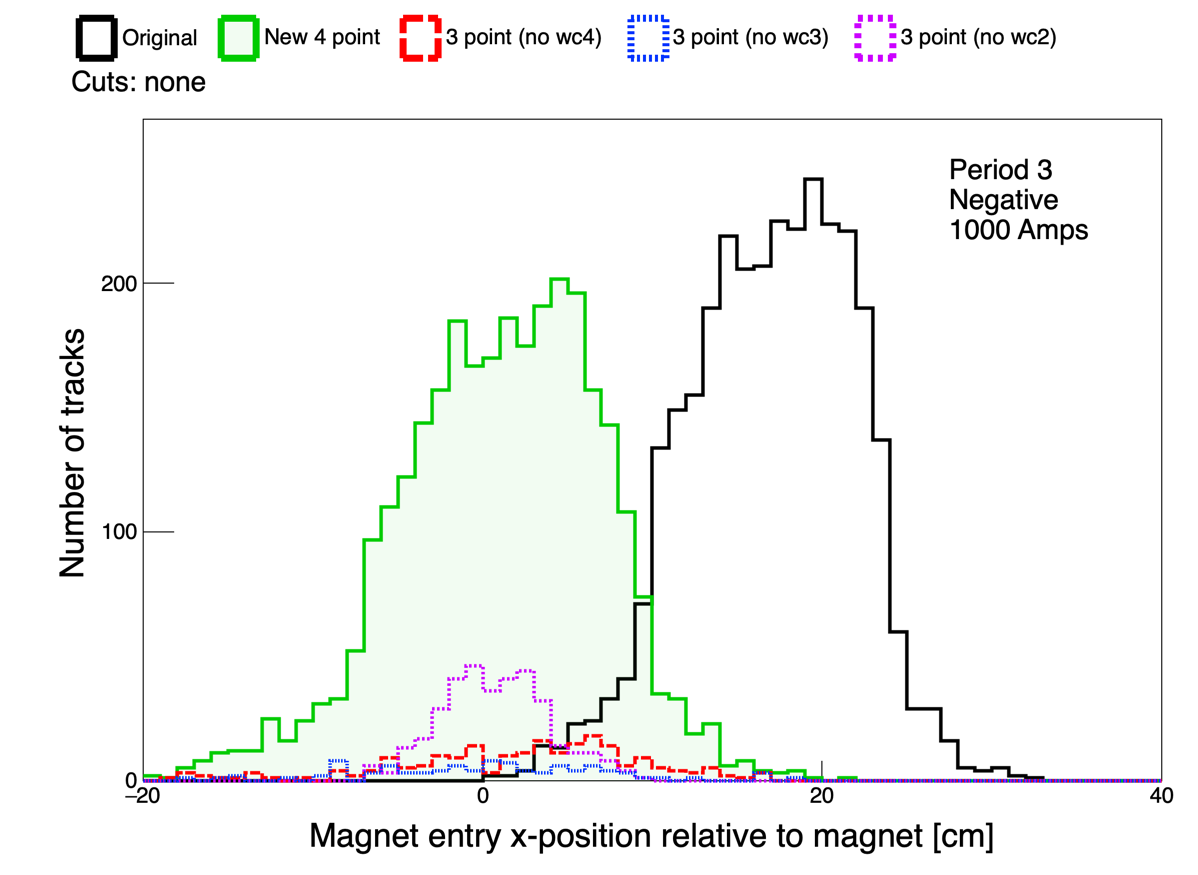 Original New 4 point 3 point (no wc4) 3 point (no wc3) 3 point (no wc2)
Cuts: none
Period 3
Negative
1000 Amps
200
100
0
Number of tracks
−20 0 20 40
Magnet entry x-position relative to magnet [cm]